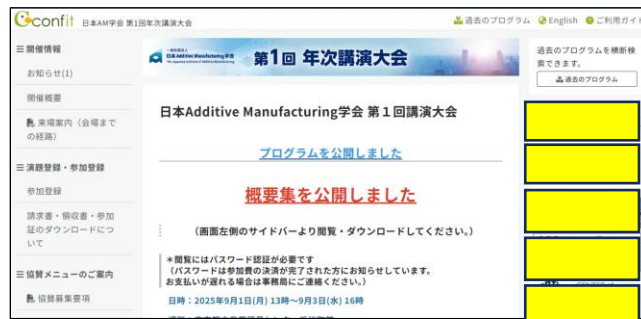 Confit 日本AM学会 第1回年次講演大会
過去のプログラム English ご利用ガイド
開催情報
お知らせ(1)
開催概要
来場案内（会場まで
の経路）
演題登録・参加登録
参加登録
請求書・領収書・参加
証のダウンロードにつ
いて
協賛メニューのご案内
協賛募集要項
一般社団法人
日本Additive Manufacturing学会
第1回 年次講演大会
日本Additive Manufacturing学会 第１回講演大会
プログラムを公開しました
概要集を公開しました
（画面左側のサイドバーより閲覧・ダウンロードしてください。）
＊閲覧にはパスワード認証が必要です
（パスワードは参加費の決済が完了された方にお知らせしています。
お支払いが遅れる場合は事務局にご連絡ください。）
日時：2025年9月1日(月) 13時～9月3日(水) 16時
過去のプログラムを横断検
索できます。
過去のプログラム